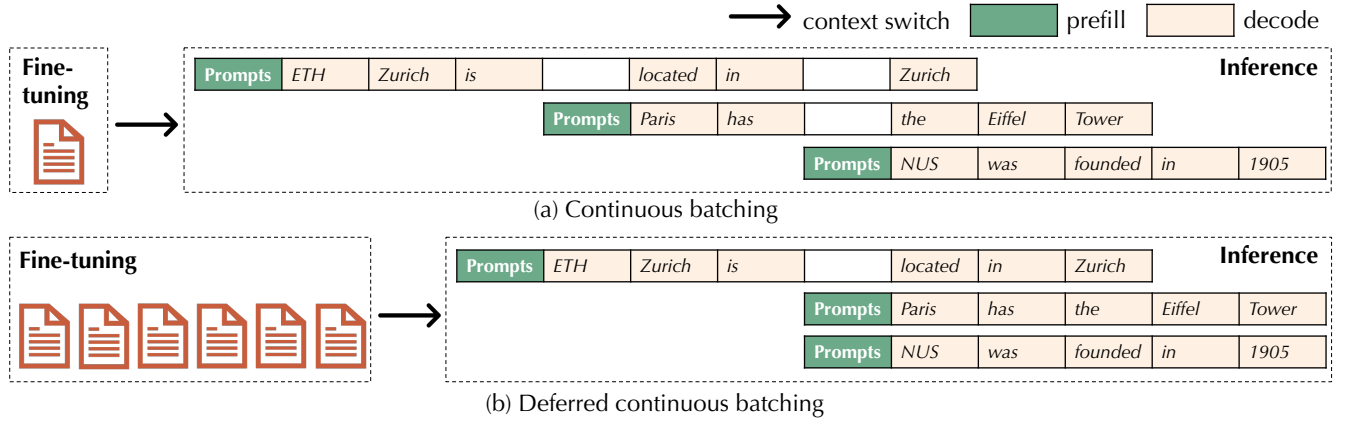 context switch prefill decode
Fine-
tuning
Inference
Prompts ETH Zurich is located in Zurich
Prompts Paris has the Eiffel Tower
Prompts NUS was founded in 1905
(a) Continuous batching
Fine-tuning
Inference
Prompts ETH Zurich is located in Zurich
Prompts Paris has the Eiffel Tower
Prompts NUS was founded in 1905
(b) Deferred continuous batching